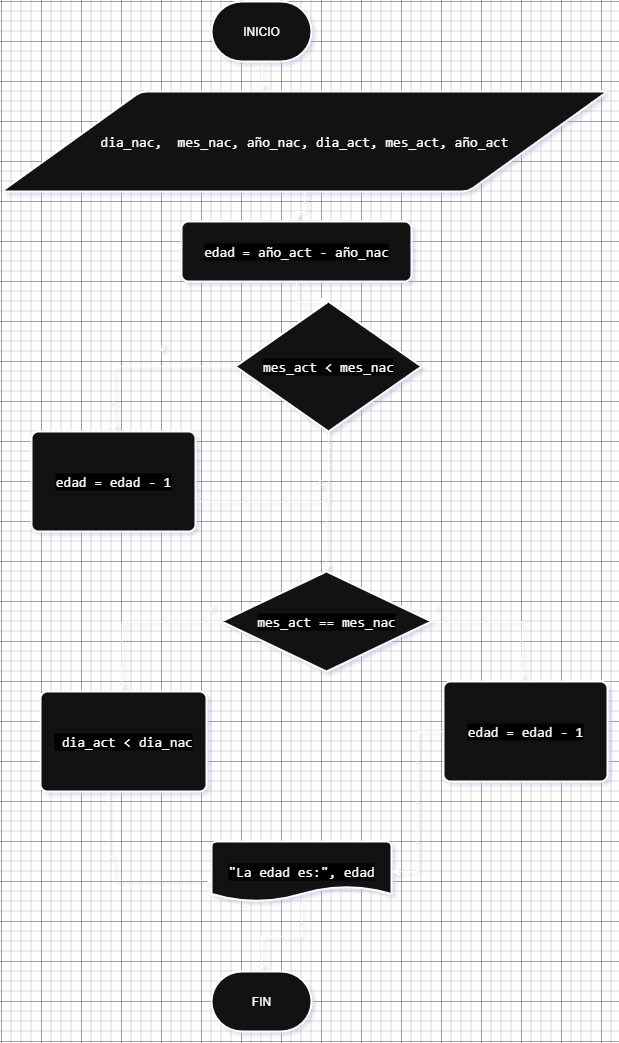 INICIO
dia_nac,  mes_nac, año_nac, dia_act, mes_act, año_act
edad = año_act - año_nac
mes_act < mes_nac
edad = edad - 1
mes_act == mes_nac
dia_act < dia_nac
edad = edad - 1
"La edad es:", edad
FIN